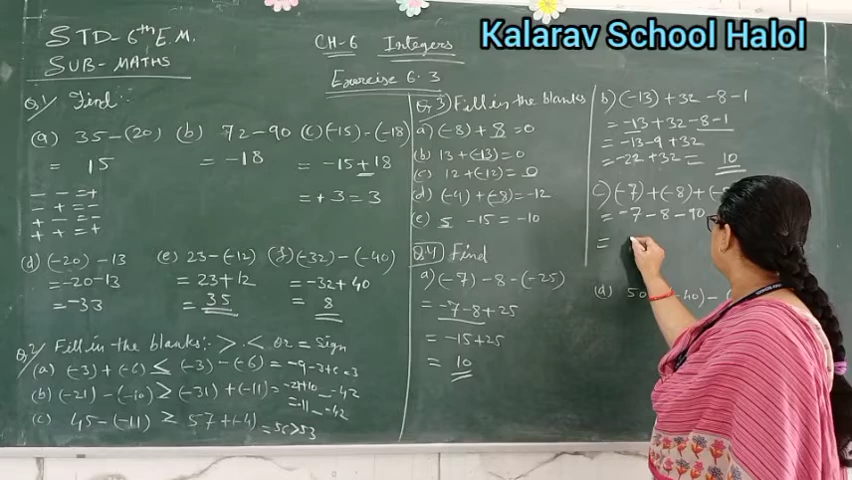 Kalarav School Halol
STD-6th E.M.
SUB-MATHS
CH-6 Integers
Exercise 6.3
Q.1 Find :-
(a) 35-(20)
= 15
- - = +
- + = -
+ - = -
+ + = +
(b) 72-90
= -18
(c) (-15)-(-18)
= -15+18
= +3 = 3
(d) (-20)-13
= -20-13
= -33
(e) 23-(-12)
= 23+12
= 35
(f) (-32)-(-40)
= -32+40
= 8
Q.2 Fill in the blanks:- >, < or = Sign
(a) (-3)+(-6) ≤ (-3)-(-6) = -9 -3+6=3
(b) (-21)-(-10) ≥ (-31)+(-11) = -21+10 -42
= -11 -42
(c) 45-(-11) ≥ 57+(-4) = 56>53
Q.3) Fill in the blanks
a) (-8)+8=0
(b) 13+(-13)=0
(c) 12+(-12)=0
(d) (-4)+(-8)=-12
(e) 5 -15=-10
Q.4 Find
a) (-7)-8-(-25)
= -7-8+25
= -15+25
= 10
b) (-13)+32-8-1
= -13+32-8-1
= -13-9+32
= -22+32= 10
C) (-7)+(-8)+(-
= -7-8-90
=
(d) 50 -40)-(